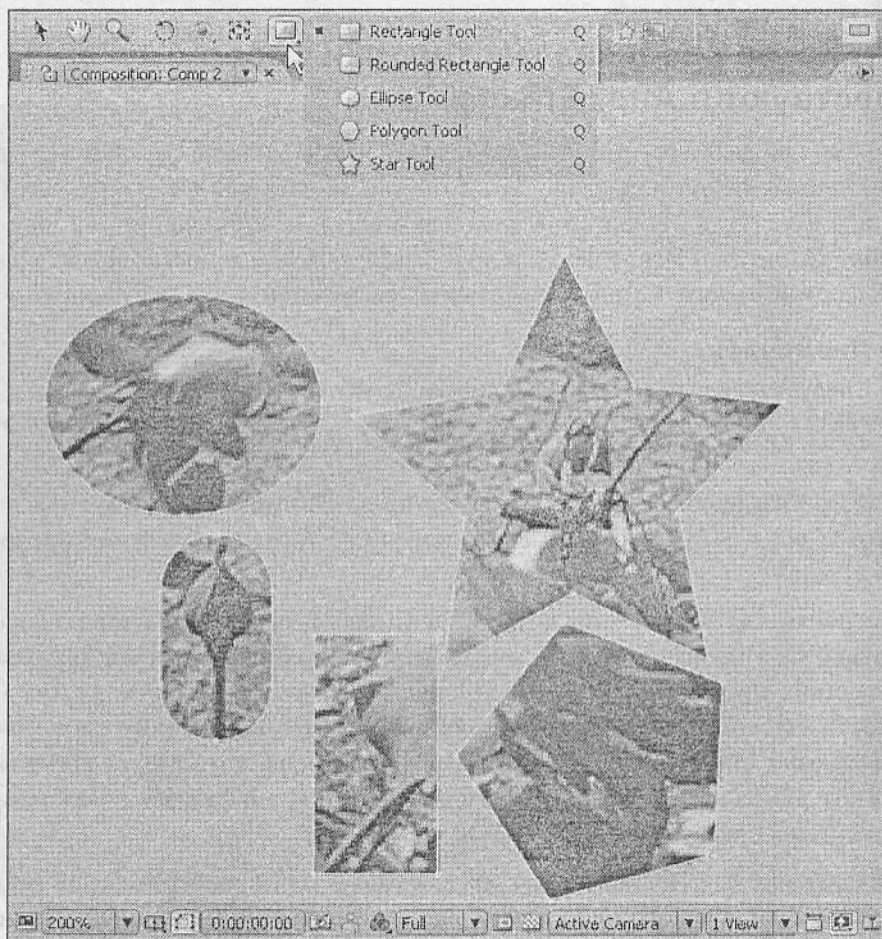 Rectangle Tool Q
Rounded Rectangle Tool Q
Composition: Comp 2
Ellipse Tool Q
Polygon Tool Q
Star Tool Q
200% 0:00:00:00 Full Active Camera 1 View